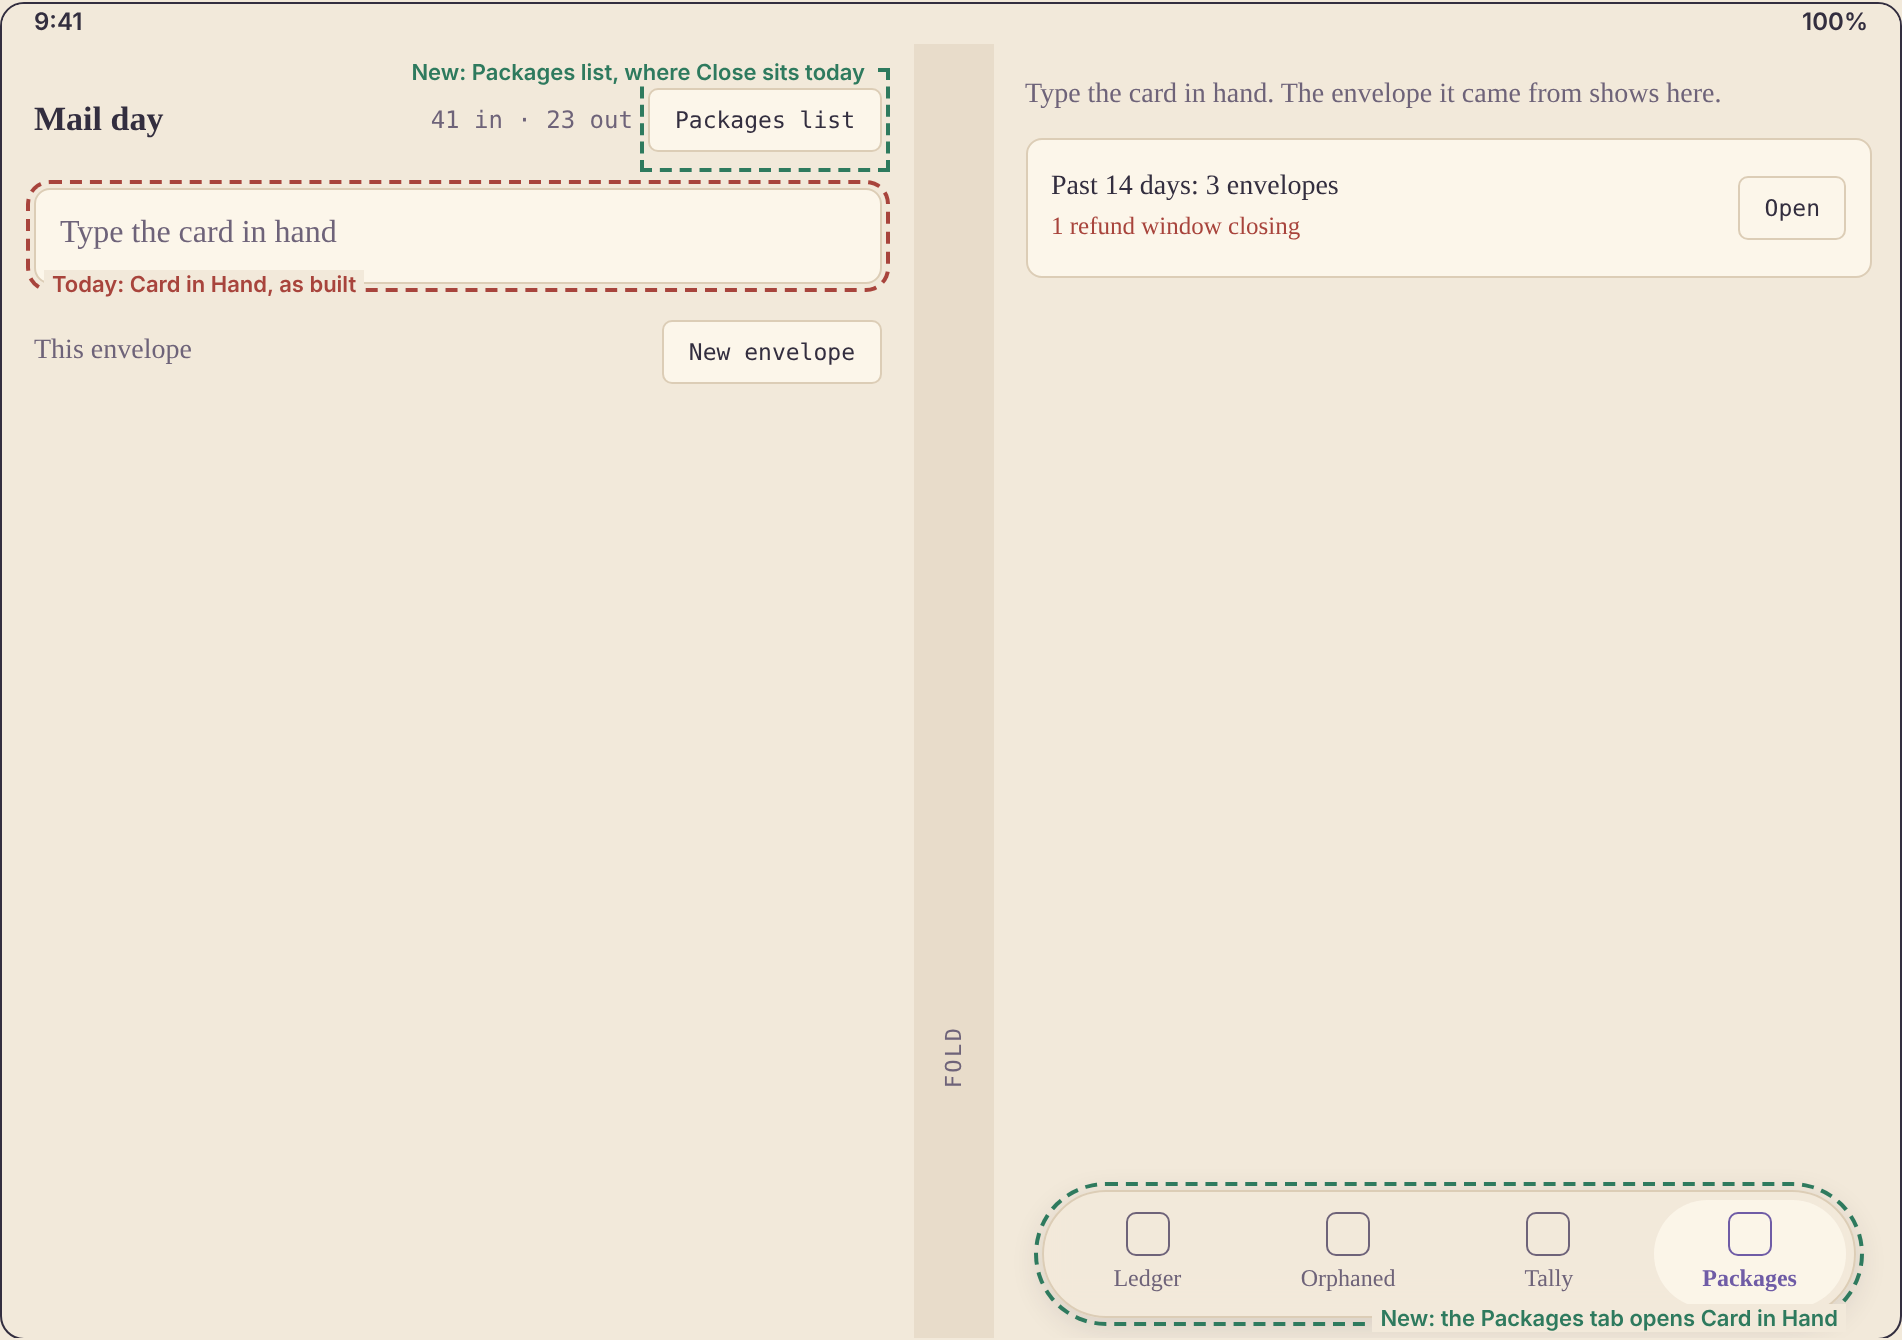 9:41
100%
New: Packages list, where Close sits today
Mail day
41 in · 23 out
Packages list
Type the card in hand
Today: Card in Hand, as built
This envelope
New envelope
FOLD
Type the card in hand. The envelope it came from shows here.
Past 14 days: 3 envelopes
1 refund window closing
Open
Ledger
Orphaned
Tally
Packages
New: the Packages tab opens Card in Hand